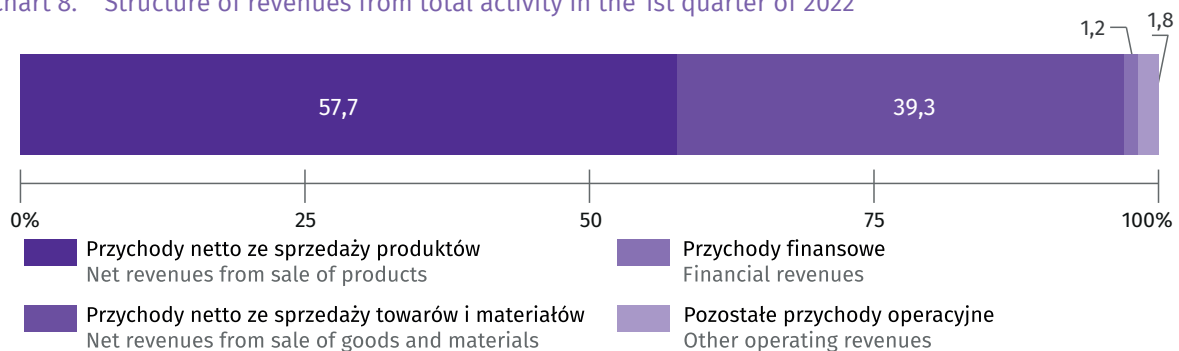 Chart 8. Structure of revenues from total activity in the 1st quarter of 2022
1,2
1,8
57,7
39,3
0%
25
50
75
100%
Przychody netto ze sprzedaży produktów
Net revenues from sale of products
Przychody netto ze sprzedaży towarów i materiałów
Net revenues from sale of goods and materials
Przychody finansowe
Financial revenues
Pozostałe przychody operacyjne
Other operating revenues